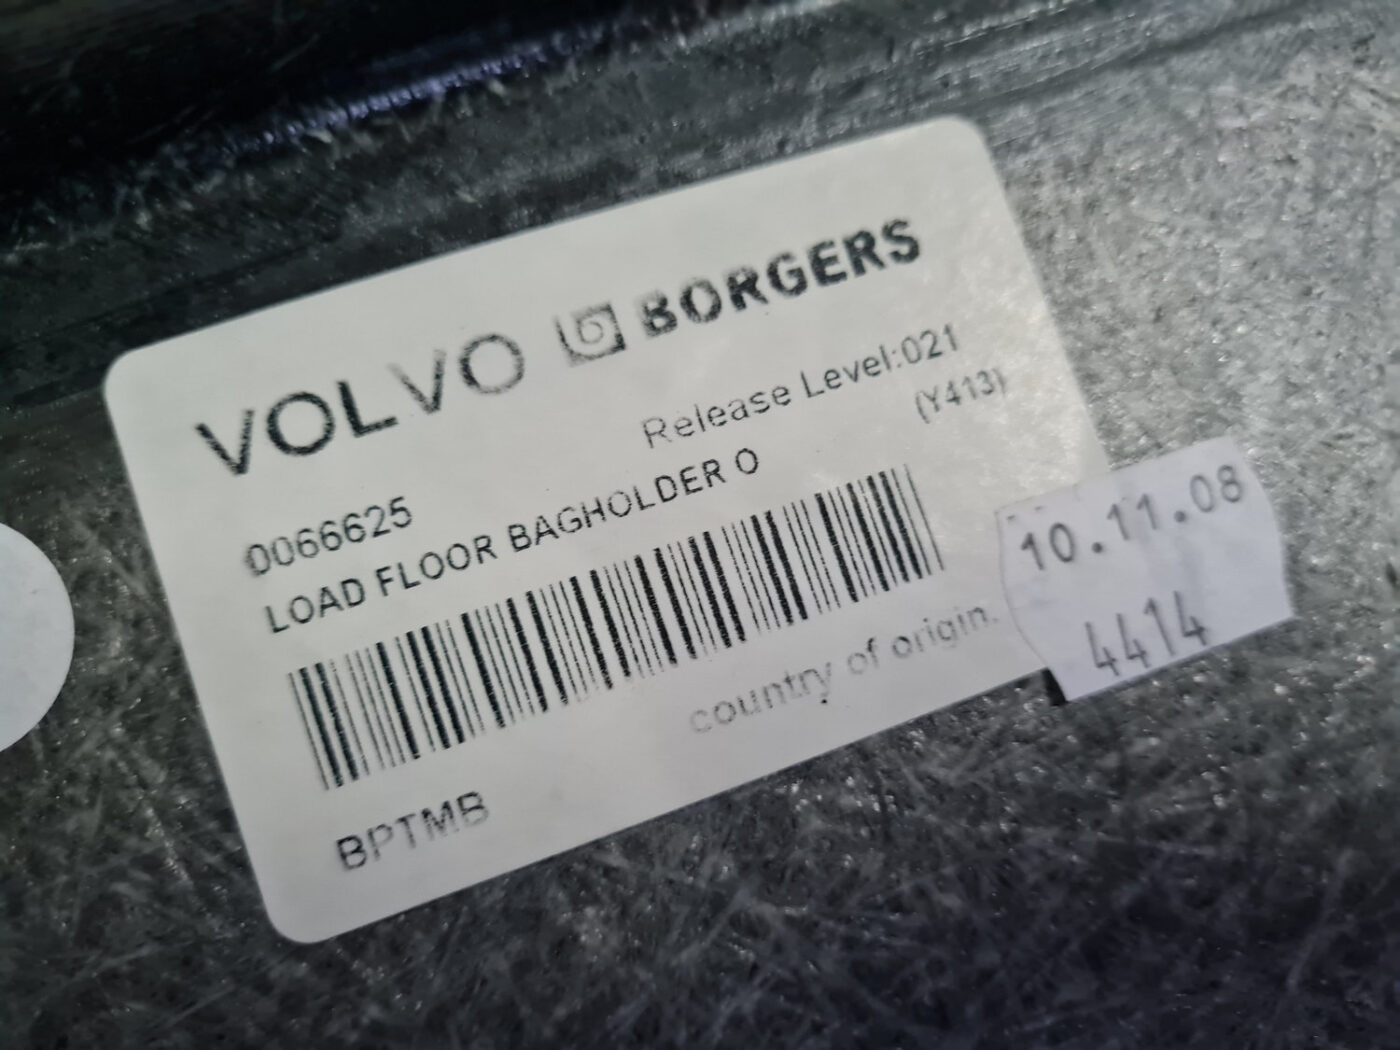 VOLVO BORGERS
Release Level:021
(Y413)
0066625
LOAD FLOOR BAGHOLDER O
country of origin.
BPTMB
10.11.08
4414